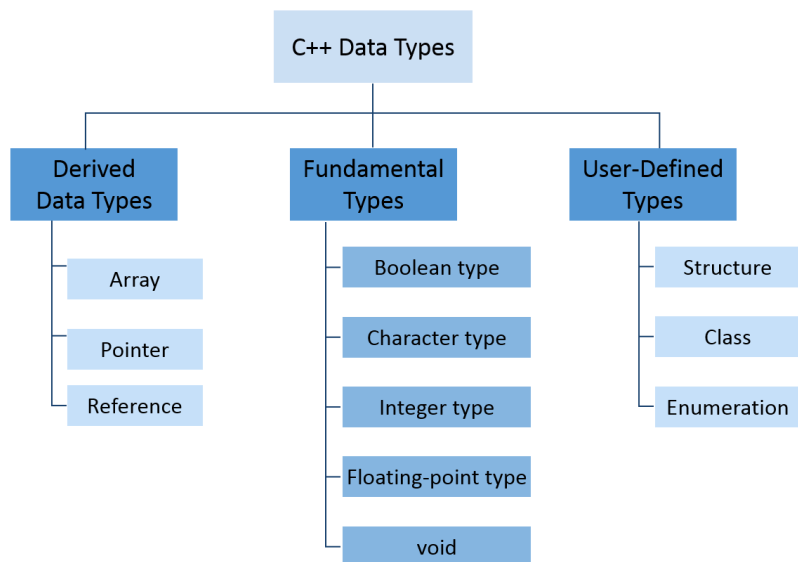 C++ Data Types
Derived
Data Types
Array
Pointer
Reference
Fundamental
Types
Boolean type
Character type
Integer type
Floating-point type
void
User-Defined
Types
Structure
Class
Enumeration